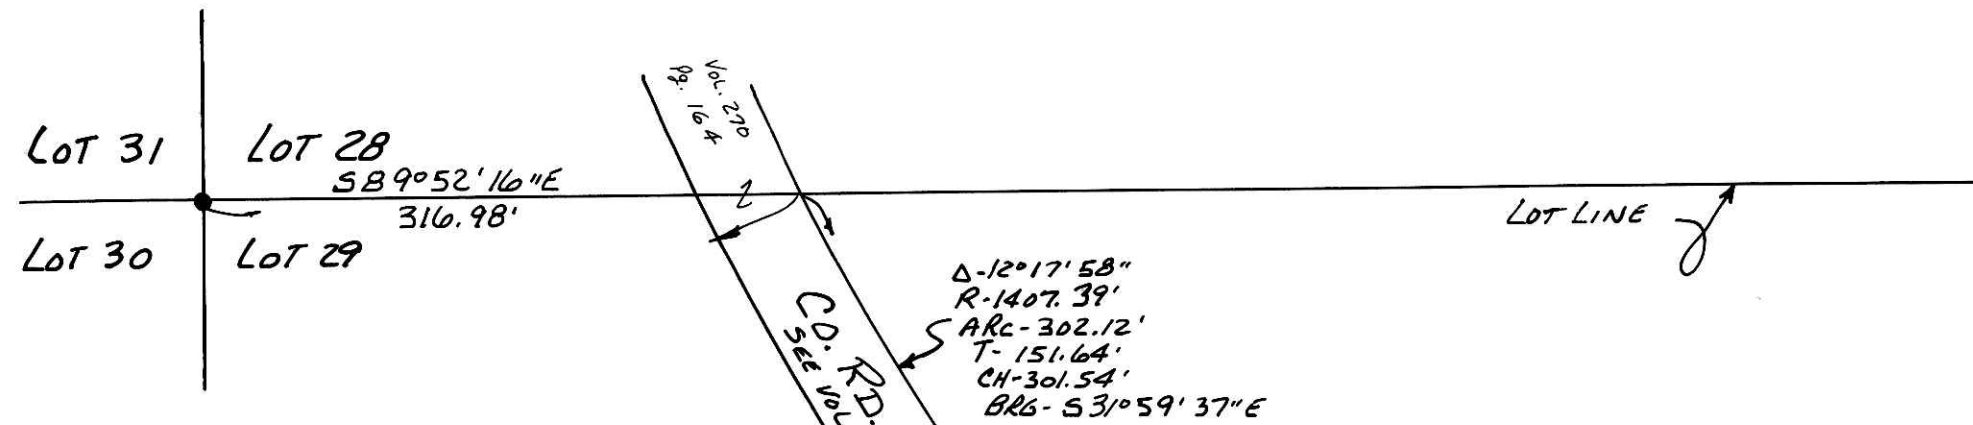 VOL. 270
Pg. 164
LOT 31
LOT 28
S89°52'16"E
316.98'
LOT 30
LOT 29
LOT LINE
Δ-12°17'58"
R-1407.39'
ARC-302.12'
T-151.64'
CH-301.54'
BRG-S31°59'37"E
CO. RD.
SEE VOL